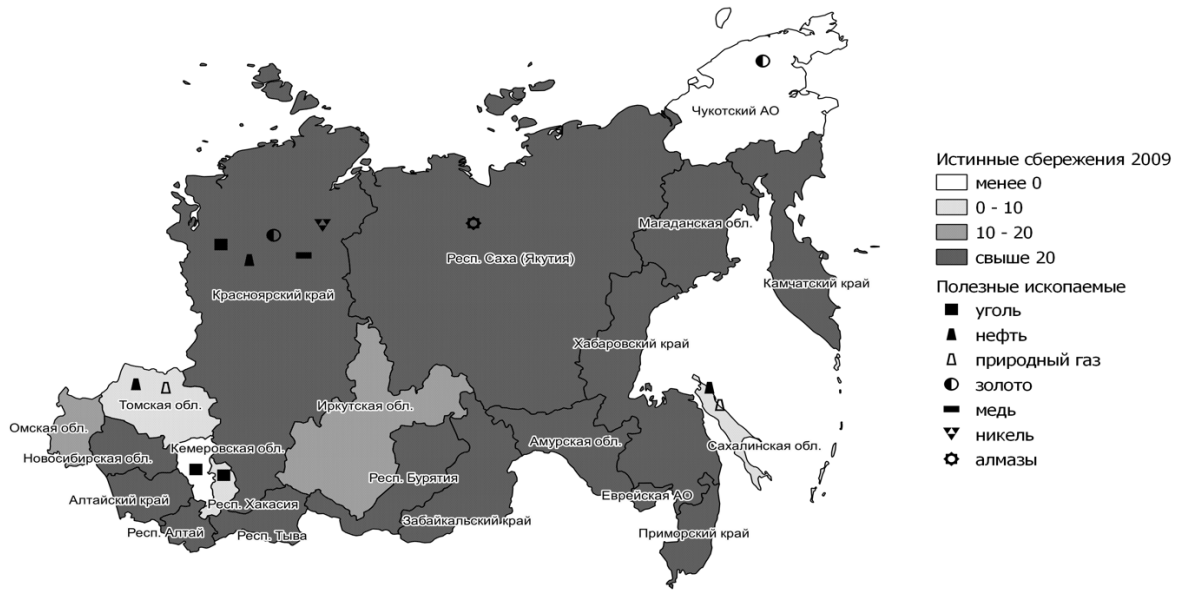 Чукотский АО
Магаданская обл.
Респ. Саха (Якутия)
Камчатский край
Красноярский край
Хабаровский край
Томская обл.
Иркутская обл.
Омская обл.
Амурская обл.
Сахалинская обл.
Кемеровская обл.
Новосибирская обл.
Респ. Бурятия
Еврейская АО
Алтайский край
Респ. Хакасия
Забайкальский край
Респ. Алтай
Респ. Тыва
Приморский край
Истинные сбережения 2009
менее 0
0 - 10
10 - 20
свыше 20
Полезные ископаемые
уголь
нефть
природный газ
золото
медь
никель
алмазы